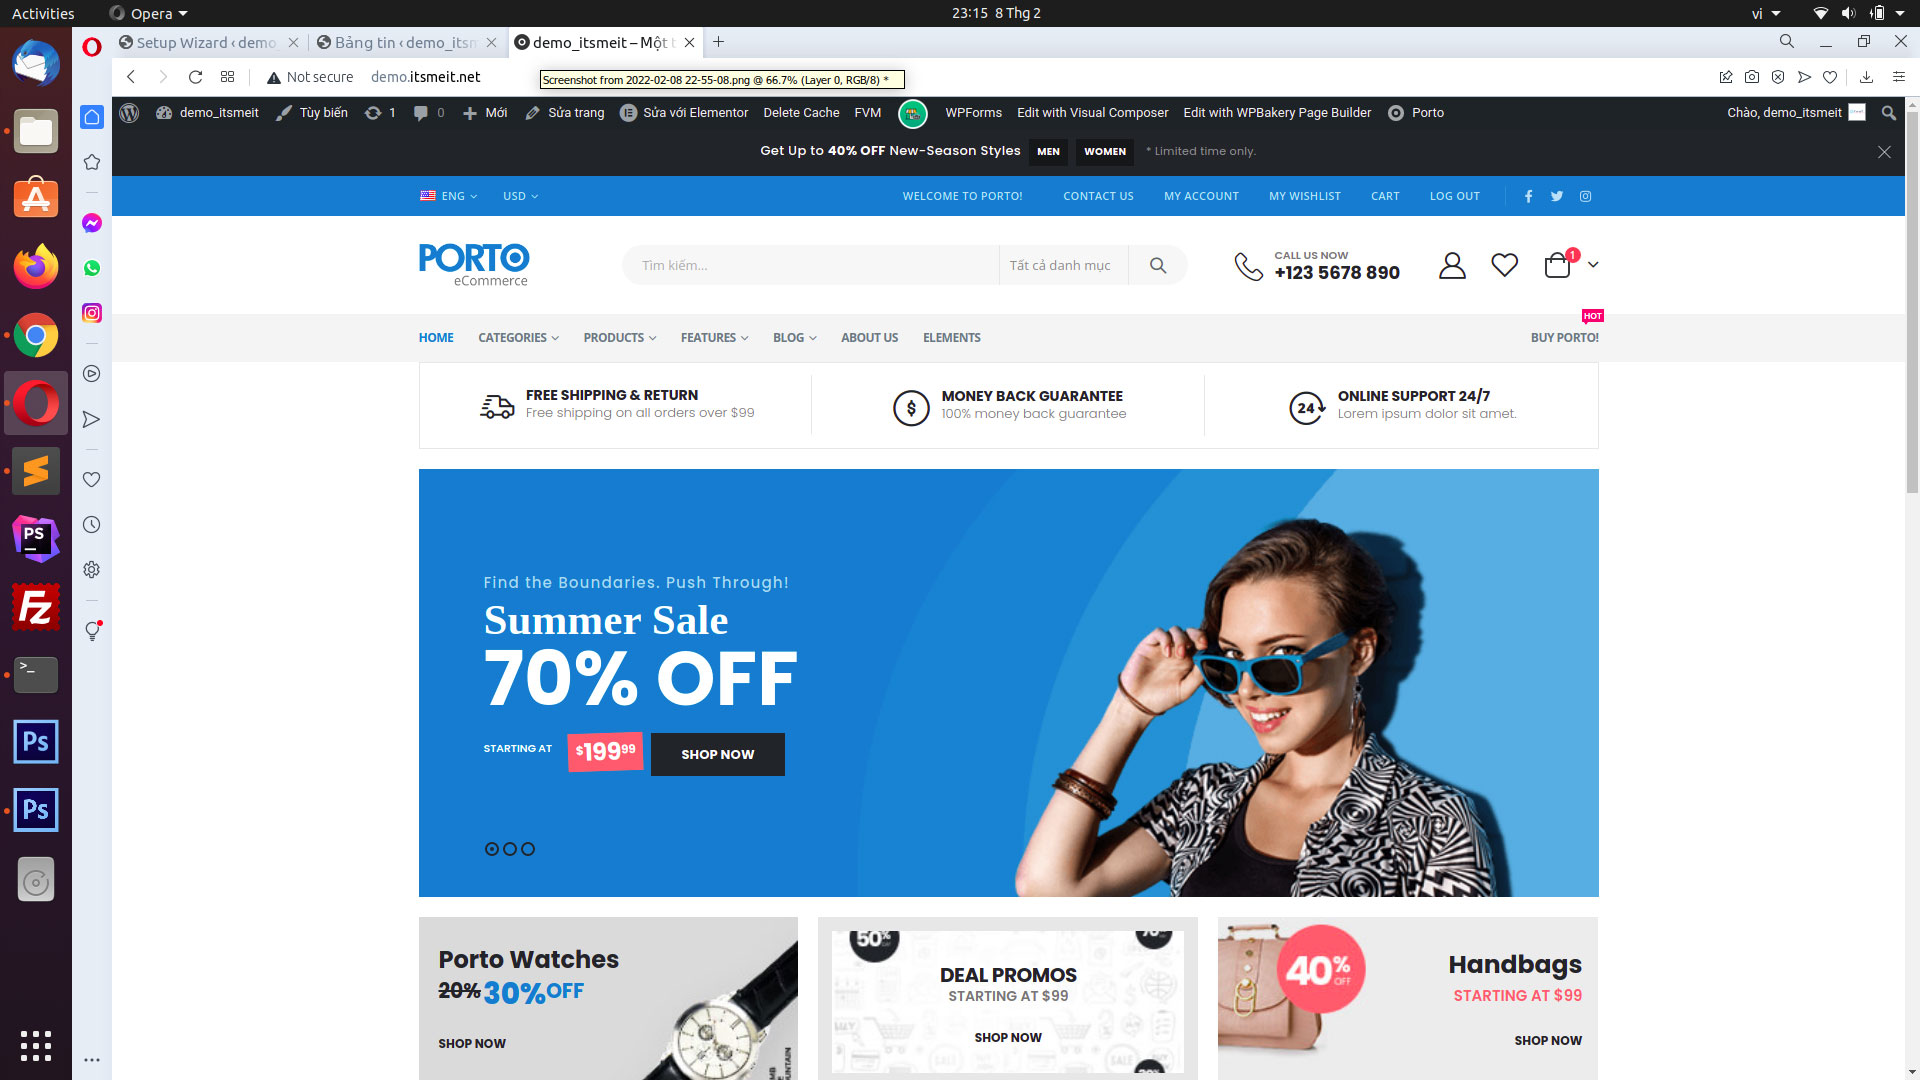 Activities
Opera
23:15 8 Thg 2
vi
Setup Wizard ‹ demo_
Bảng tin ‹ demo_itsm
demo_itsmeit – Một t
Not secure
demo.itsmeit.net
Screenshot from 2022-02-08 22-55-08.png @ 66.7% (Layer 0, RGB/8) *
demo_itsmeit
Tùy biến
1
0
Mới
Sửa trang
Sửa với Elementor
Delete Cache
FVM
WPForms
Edit with Visual Composer
Edit with WPBakery Page Builder
Porto
Chào, demo_itsmeit
Get Up to 40% OFF New-Season Styles
MEN
WOMEN
* Limited time only.
ENG
USD
WELCOME TO PORTO!
CONTACT US
MY ACCOUNT
MY WISHLIST
CART
LOG OUT
PORTO
eCommerce
Tìm kiếm...
Tất cả danh mục
CALL US NOW
+123 5678 890
1
HOT
HOME
CATEGORIES
PRODUCTS
FEATURES
BLOG
ABOUT US
ELEMENTS
BUY PORTO!
FREE SHIPPING & RETURN
Free shipping on all orders over $99
$
MONEY BACK GUARANTEE
100% money back guarantee
24
ONLINE SUPPORT 24/7
Lorem ipsum dolor sit amet.
PS
FZ
>_
Ps
Ps
Find the Boundaries. Push Through!
Summer Sale
70% OFF
STARTING AT
$19999
SHOP NOW
Porto Watches
20% 30%OFF
SHOP NOW
50%
DEAL PROMOS
STARTING AT $99
SHOP NOW
SALE
40% OFF
Handbags
STARTING AT $99
SHOP NOW